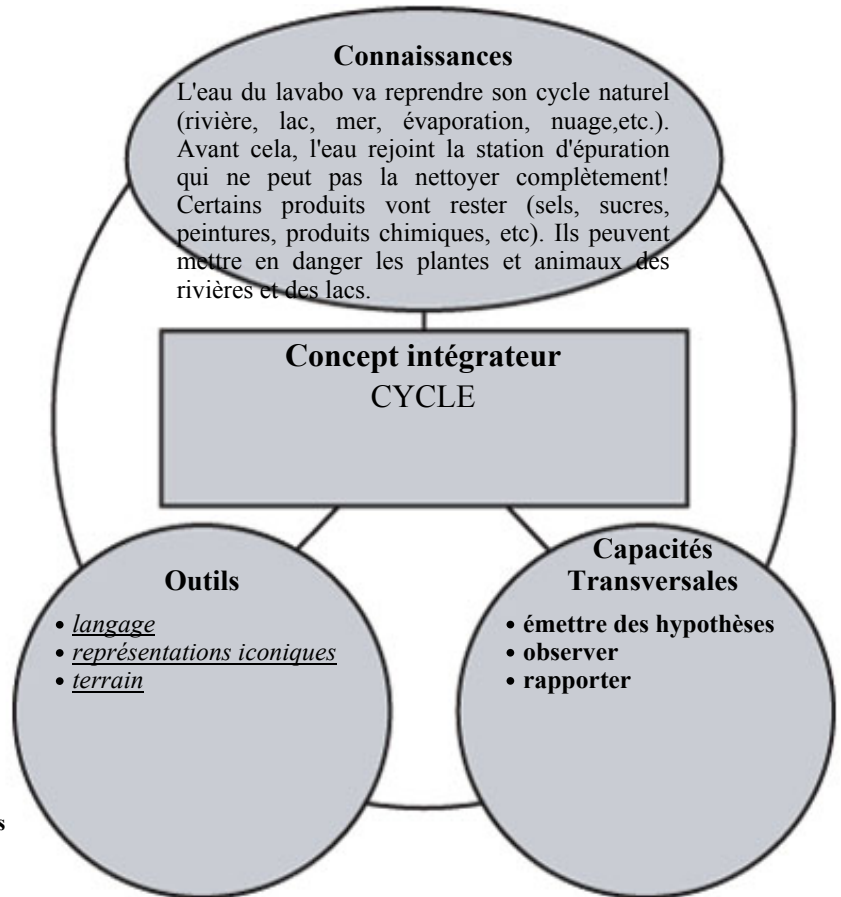 Connaissances
L'eau du lavabo va reprendre son cycle naturel
(rivière, lac, mer, évaporation, nuage,etc.).
Avant cela, l'eau rejoint la station d'épuration
qui ne peut pas la nettoyer complètement!
Certains produits vont rester (sels, sucres,
peintures, produits chimiques, etc). Ils peuvent
mettre en danger les plantes et animaux des
rivières et des lacs.
Concept intégrateur
CYCLE
Outils
• langage
• représentations iconiques
• terrain
Capacités
Transversales
• émettre des hypothèses
• observer
• rapporter
s